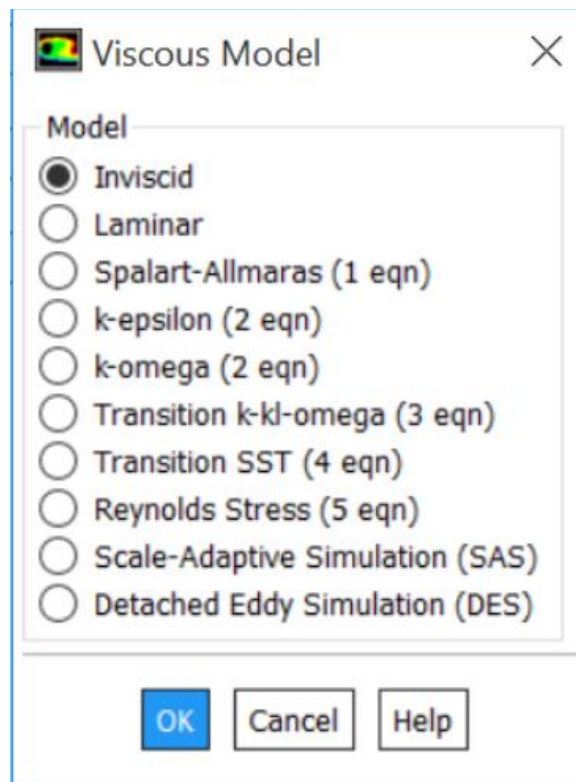 Viscous Model
Model
Inviscid
Laminar
Spalart-Allmaras (1 eqn)
k-epsilon (2 eqn)
k-omega (2 eqn)
Transition k-kl-omega (3 eqn)
Transition SST (4 eqn)
Reynolds Stress (5 eqn)
Scale-Adaptive Simulation (SAS)
Detached Eddy Simulation (DES)
OK Cancel Help